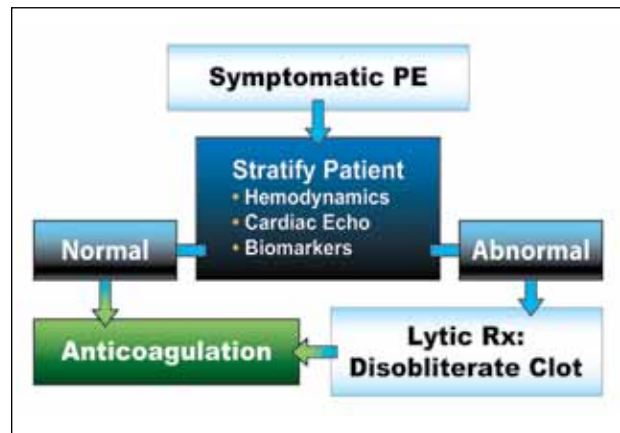 Symptomatic PE
Stratify Patient
• Hemodynamics
• Cardiac Echo
• Biomarkers
Normal
Abnormal
Anticoagulation
Lytic Rx:
Disobliterate Clot